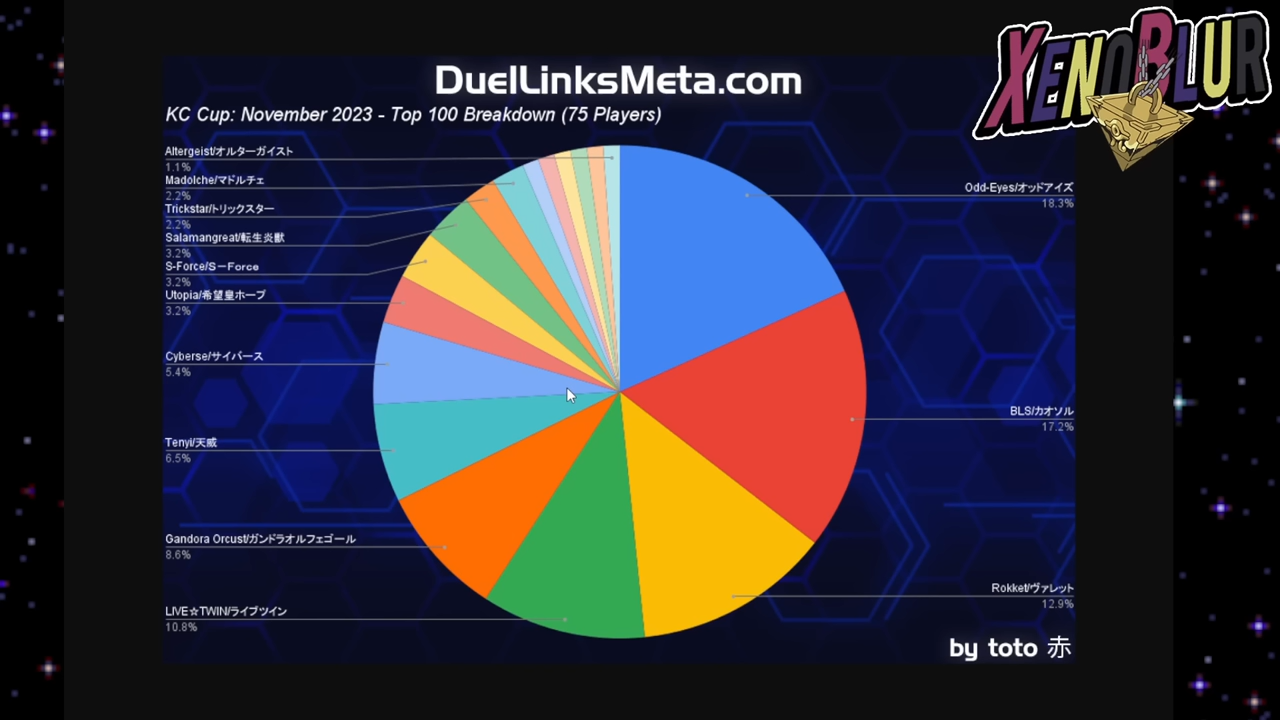 XENOBLUR
DuelLinksMeta.com
KC Cup: November 2023 - Top 100 Breakdown (75 Players)
Altergeist/オルターガイスト
1.1%
Madolche/マドルチェ
2.2%
Trickstar/トリックスター
2.2%
Salamangreat/転生炎獣
3.2%
S-Force/S－Force
3.2%
Utopia/希望皇ホープ
3.2%
Cyberse/サイバース
5.4%
Tenyi/天威
6.5%
Gandora Orcust/ガンドラオルフェゴール
8.6%
LIVE☆TWIN/ライブツイン
10.8%
Odd-Eyes/オッドアイズ
18.3%
BLS/カオソル
17.2%
Rokket/ヴァレット
12.9%
by toto 赤